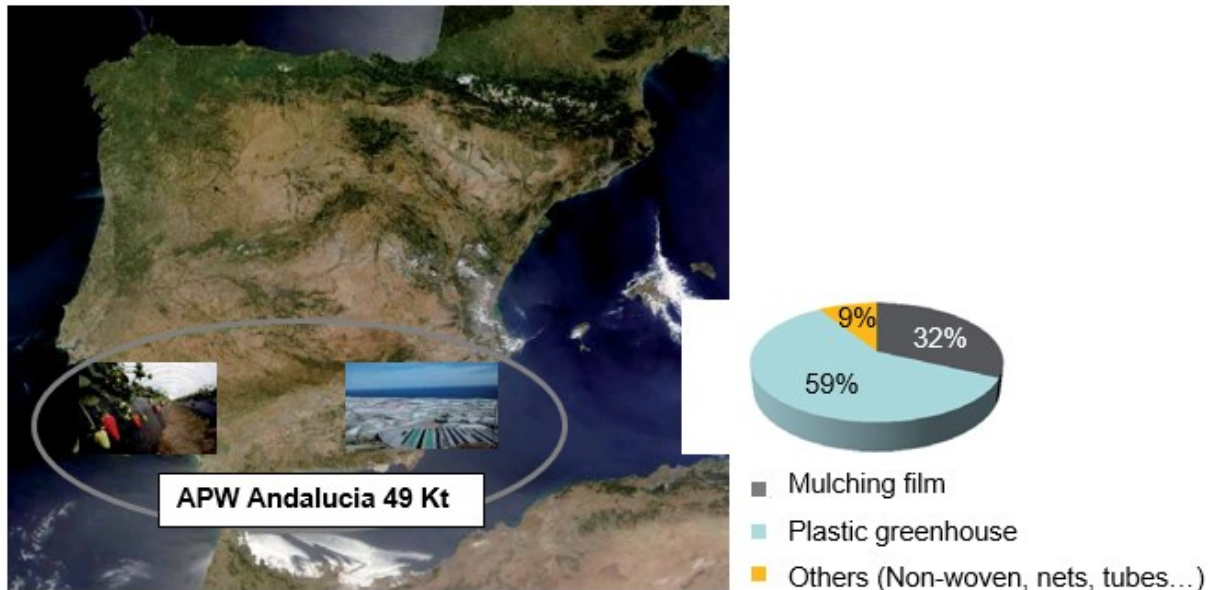 APW Andalucia 49 Kt
9%
32%
59%
Mulching film
Plastic greenhouse
Others (Non-woven, nets, tubes…)